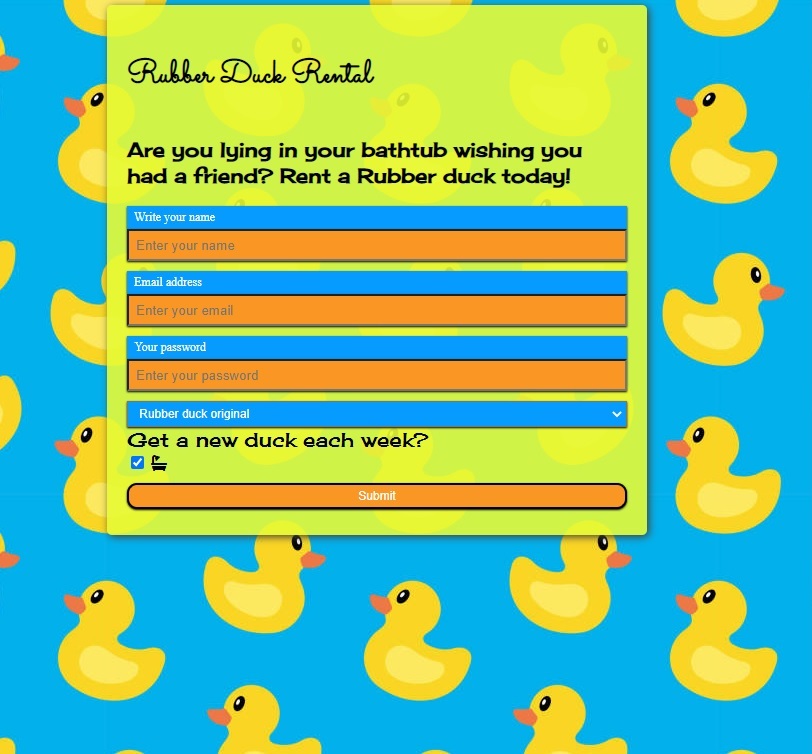 Rubber Duck Rental
Are you lying in your bathtub wishing you
had a friend? Rent a Rubber duck today!
Write your name
Enter your name
Email address
Enter your email
Your password
Enter your password
Rubber duck original
Get a new duck each week?
Submit